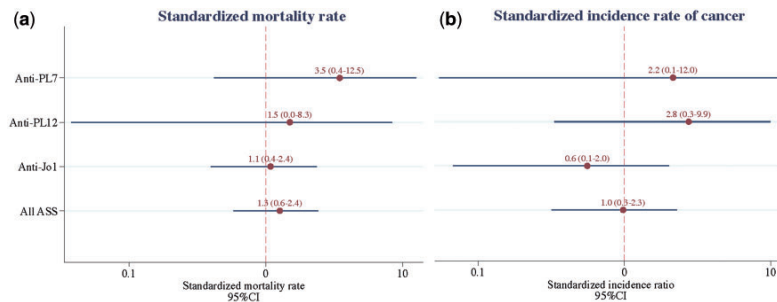 (a) Standardized mortality rate
Anti-PL7
3.5 (0.4-12.5)
Anti-PL12
1.5 (0.0-8.3)
Anti-Jo1
1.1 (0.4-2.4)
All ASS
1.3 (0.6-2.4)
0.1 0 10
Standardized mortality rate
95%CI
(b) Standardized incidence rate of cancer
2.2 (0.1-12.0)
2.8 (0.3-9.9)
0.6 (0.1-2.0)
1.0 (0.3-2.3)
0.1 0 10
Standardized incidence ratio
95%CI